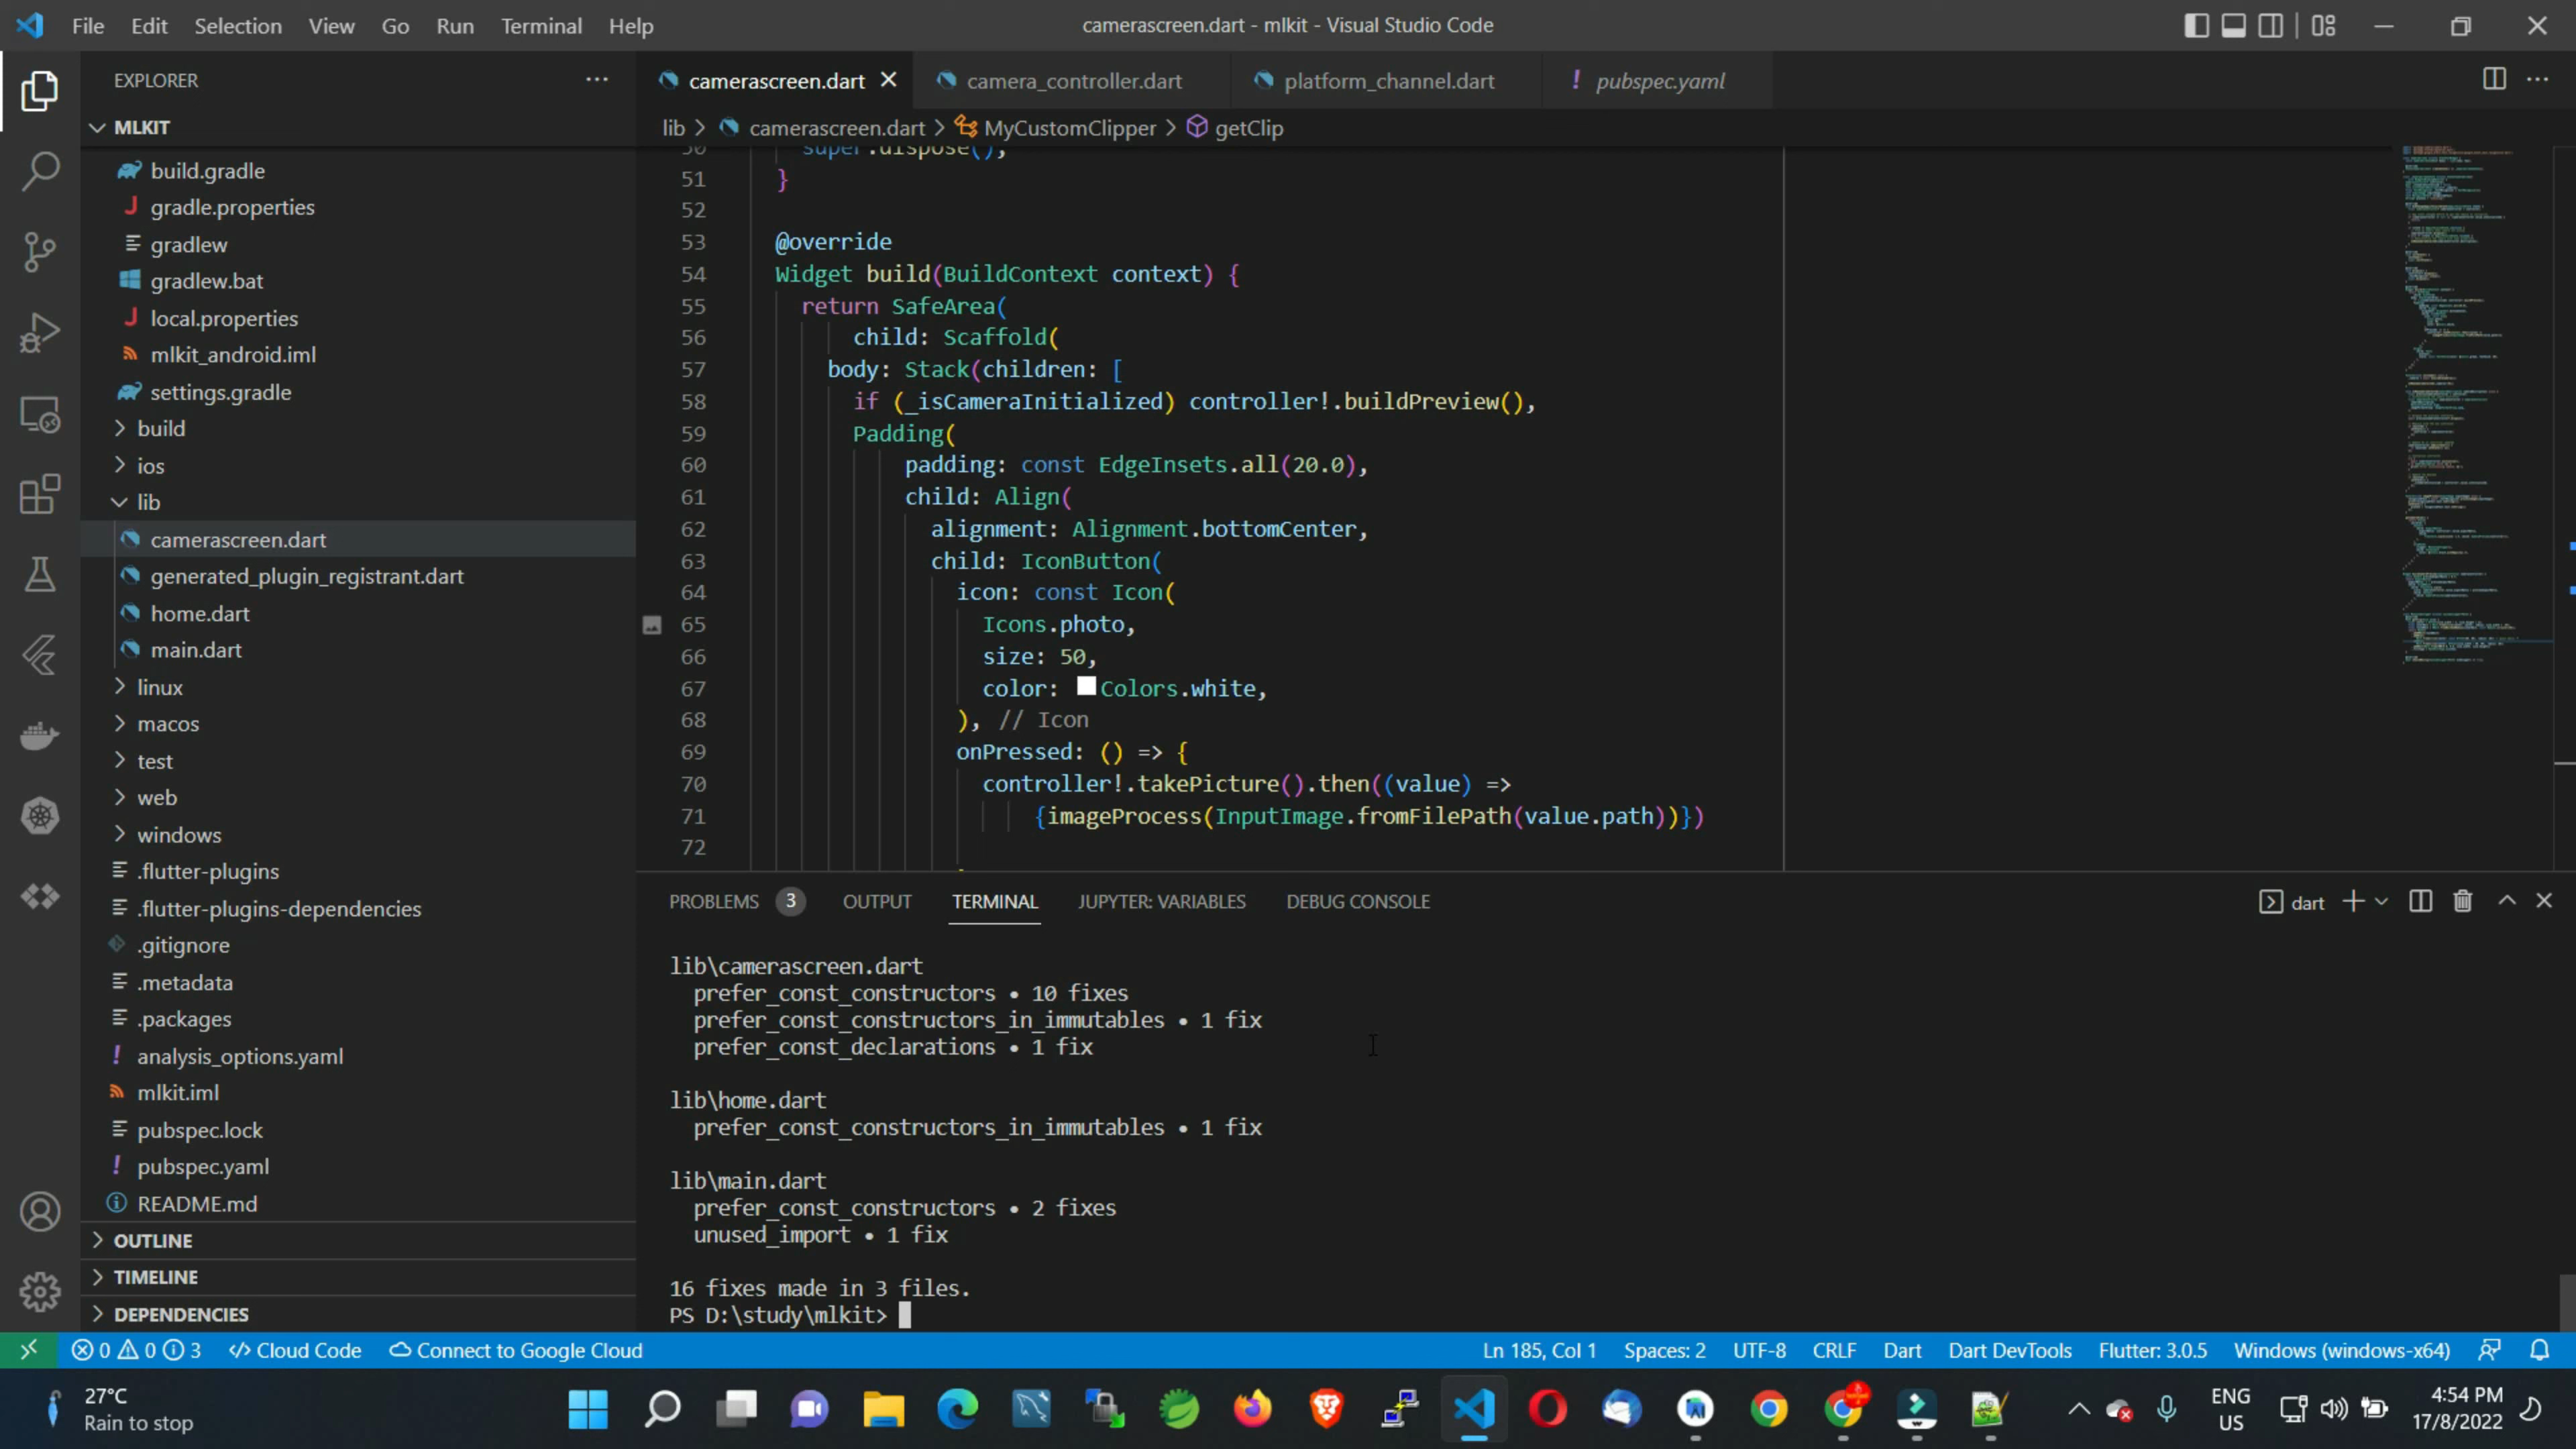 File Edit Selection View Go Run Terminal Help
camerascreen.dart - mlkit - Visual Studio Code
EXPLORER
MLKIT
build.gradle
gradle.properties
gradlew
gradlew.bat
local.properties
mlkit_android.iml
settings.gradle
build
ios
lib
camerascreen.dart
generated_plugin_registrant.dart
home.dart
main.dart
linux
macos
test
web
windows
.flutter-plugins
.flutter-plugins-dependencies
.gitignore
.metadata
.packages
analysis_options.yaml
mlkit.iml
pubspec.lock
pubspec.yaml
README.md
OUTLINE
TIMELINE
DEPENDENCIES
camerascreen.dart camera_controller.dart platform_channel.dart pubspec.yaml
lib > camerascreen.dart > MyCustomClipper > getClip
50 super.dispose();
51 }
52
53 @override
54 Widget build(BuildContext context) {
55 return SafeArea(
56 child: Scaffold(
57 body: Stack(children: [
58 if (_isCameraInitialized) controller!.buildPreview(),
59 Padding(
60 padding: const EdgeInsets.all(20.0),
61 child: Align(
62 alignment: Alignment.bottomCenter,
63 child: IconButton(
64 icon: const Icon(
65 Icons.photo,
66 size: 50,
67 color: Colors.white,
68 ), // Icon
69 onPressed: () => {
70 controller!.takePicture().then((value) =>
71 {imageProcess(InputImage.fromFilePath(value.path))})
72
PROBLEMS 3 OUTPUT TERMINAL JUPYTER: VARIABLES DEBUG CONSOLE
dart
lib\camerascreen.dart
prefer_const_constructors • 10 fixes
prefer_const_constructors_in_immutables • 1 fix
prefer_const_declarations • 1 fix
lib\home.dart
prefer_const_constructors_in_immutables • 1 fix
lib\main.dart
prefer_const_constructors • 2 fixes
unused_import • 1 fix
16 fixes made in 3 files.
PS D:\study\mlkit>
0 0 3 Cloud Code Connect to Google Cloud Ln 185, Col 1 Spaces: 2 UTF-8 CRLF Dart Dart DevTools Flutter: 3.0.5 Windows (windows-x64)
27°C
Rain to stop
ENG
US
4:54 PM
17/8/2022